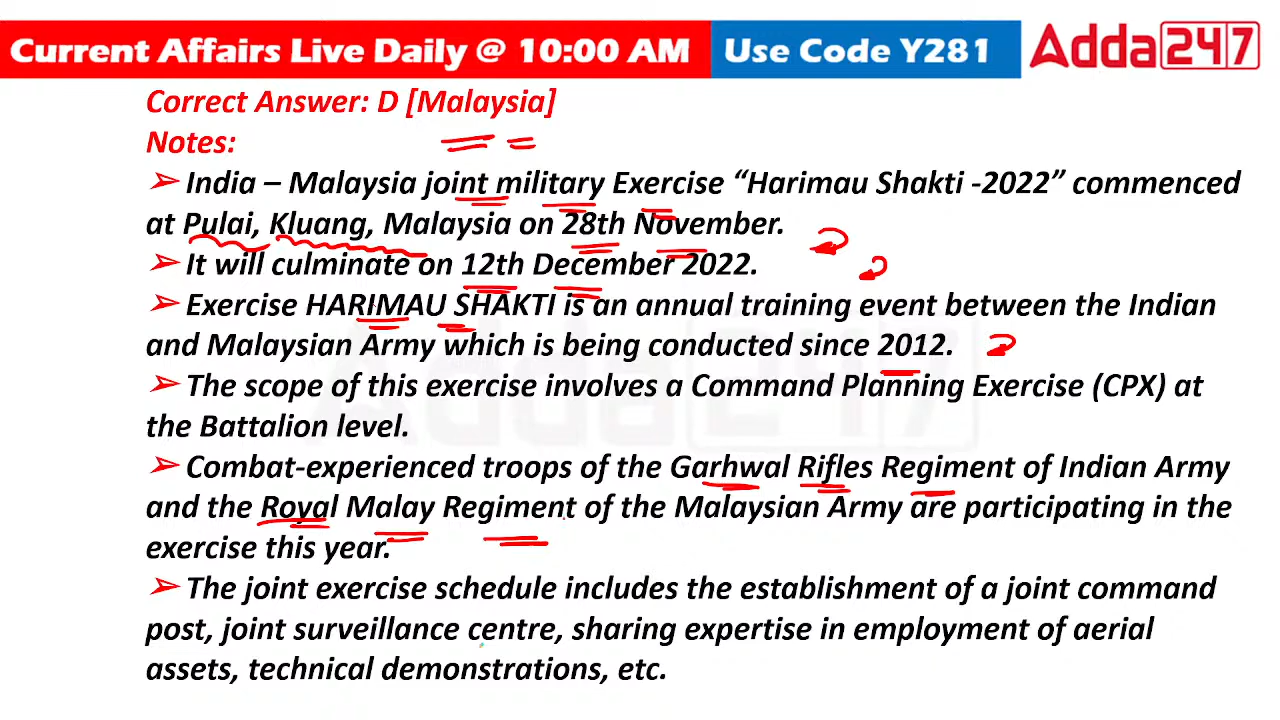 Current Affairs Live Daily @ 10:00 AM Use Code Y281 Adda247
Correct Answer: D [Malaysia]
Notes:
➢ India – Malaysia joint military Exercise “Harimau Shakti -2022” commenced
at Pulai, Kluang, Malaysia on 28th November.
➢ It will culminate on 12th December 2022.
➢ Exercise HARIMAU SHAKTI is an annual training event between the Indian
and Malaysian Army which is being conducted since 2012.
➢ The scope of this exercise involves a Command Planning Exercise (CPX) at
the Battalion level.
➢ Combat-experienced troops of the Garhwal Rifles Regiment of Indian Army
and the Royal Malay Regiment of the Malaysian Army are participating in the
exercise this year.
➢ The joint exercise schedule includes the establishment of a joint command
post, joint surveillance centre, sharing expertise in employment of aerial
assets, technical demonstrations, etc.
Adda247